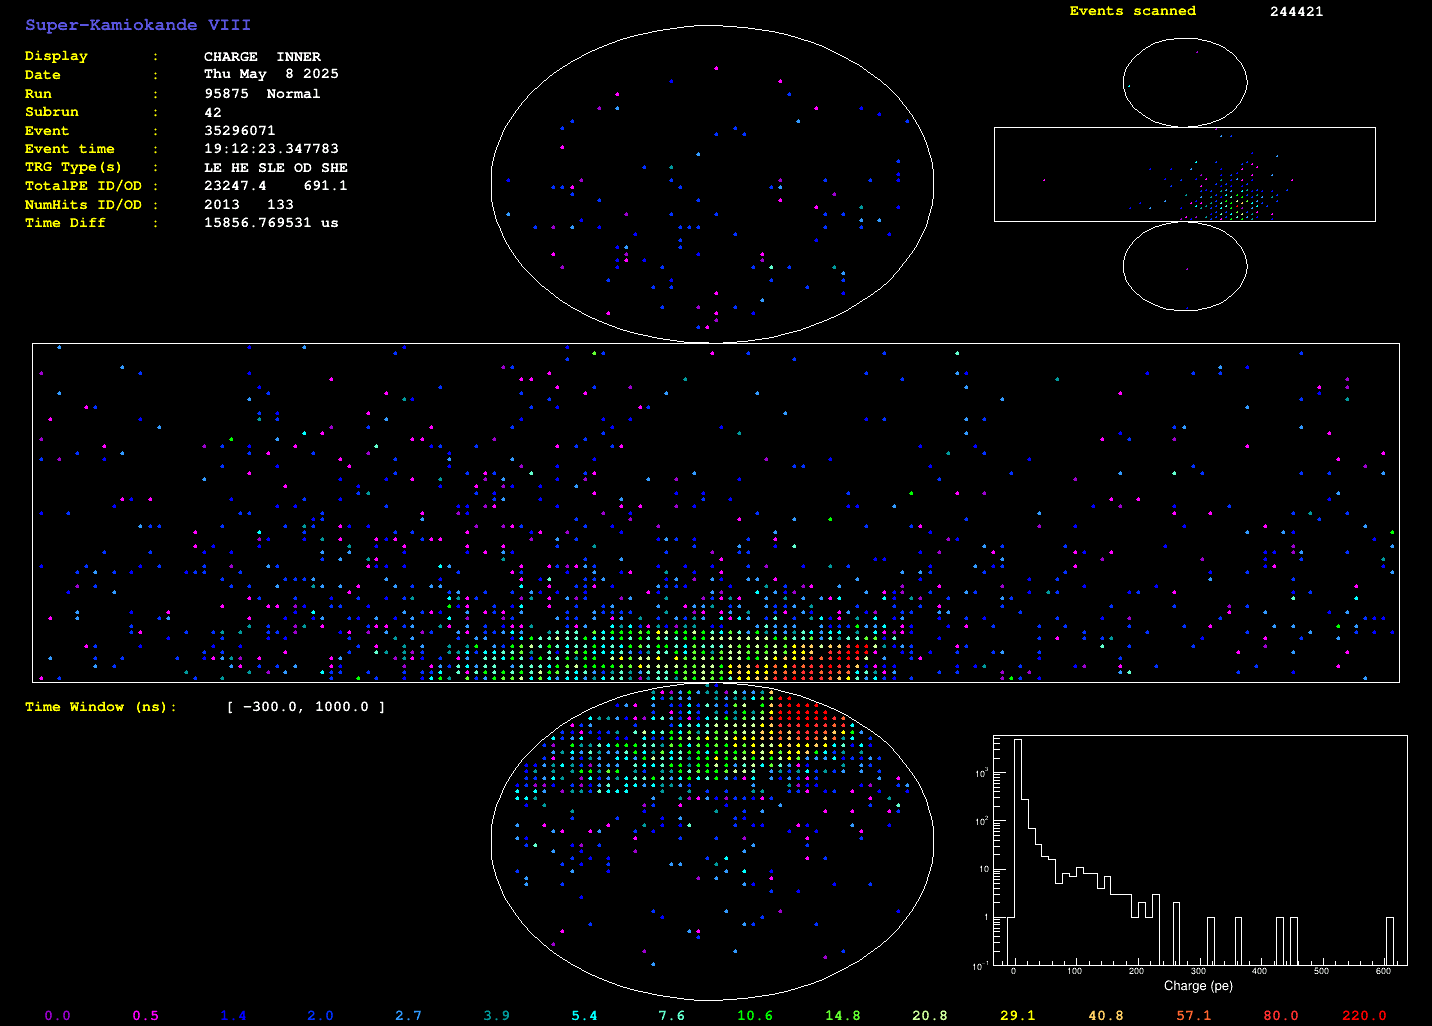 Super-Kamiokande VIII
Display : CHARGE INNER
Date : Thu May 8 2025
Run : 95875 Normal
Subrun : 42
Event : 35296071
Event time : 19:12:23.347783
TRG Type(s) : LE HE SLE OD SHE
TotalPE ID/OD : 23247.4 691.1
NumHits ID/OD : 2013 133
Time Diff : 15856.769531 us
Events scanned 244421
Time Window (ns): [ -300.0, 1000.0 ]
10^3
10^2
10
1
10^-1
0 100 200 300 400 500 600
Charge (pe)
0.0 0.5 1.4 2.0 2.7 3.9 5.4 7.6 10.6 14.8 20.8 29.1 40.8 57.1 80.0 220.0